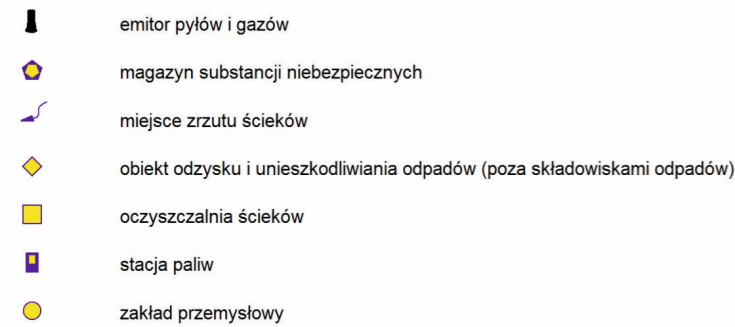 emitor pyłów i gazów
magazyn substancji niebezpiecznych
miejsce zrzutu ścieków
obiekt odzysku i unieszkodliwiania odpadów (poza składowiskami odpadów)
oczyszczalnia ścieków
stacja paliw
zakład przemysłowy